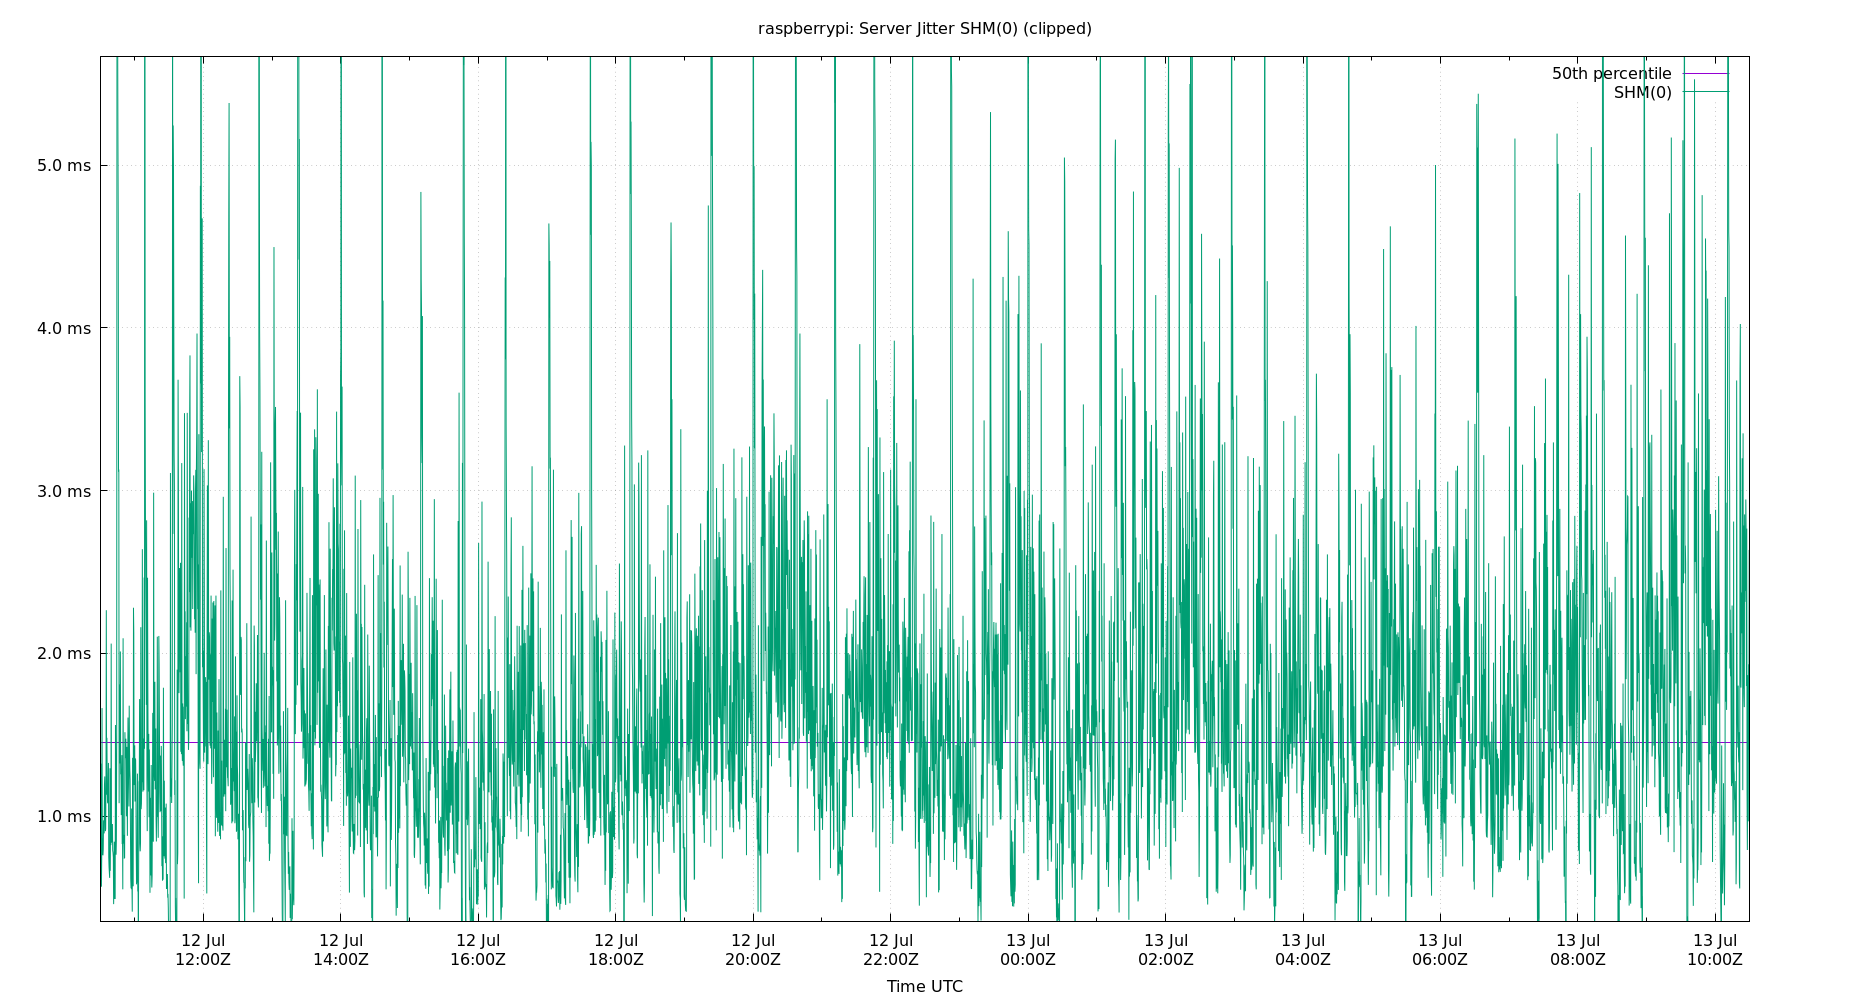 raspberrypi: Server Jitter SHM(0) (clipped)
50th percentile
SHM(0)
5.0 ms
4.0 ms
3.0 ms
2.0 ms
1.0 ms
12 Jul 12 Jul 12 Jul 12 Jul 12 Jul 12 Jul 13 Jul 13 Jul 13 Jul 13 Jul 13 Jul 13 Jul
12:00Z 14:00Z 16:00Z 18:00Z 20:00Z 22:00Z 00:00Z 02:00Z 04:00Z 06:00Z 08:00Z 10:00Z
Time UTC